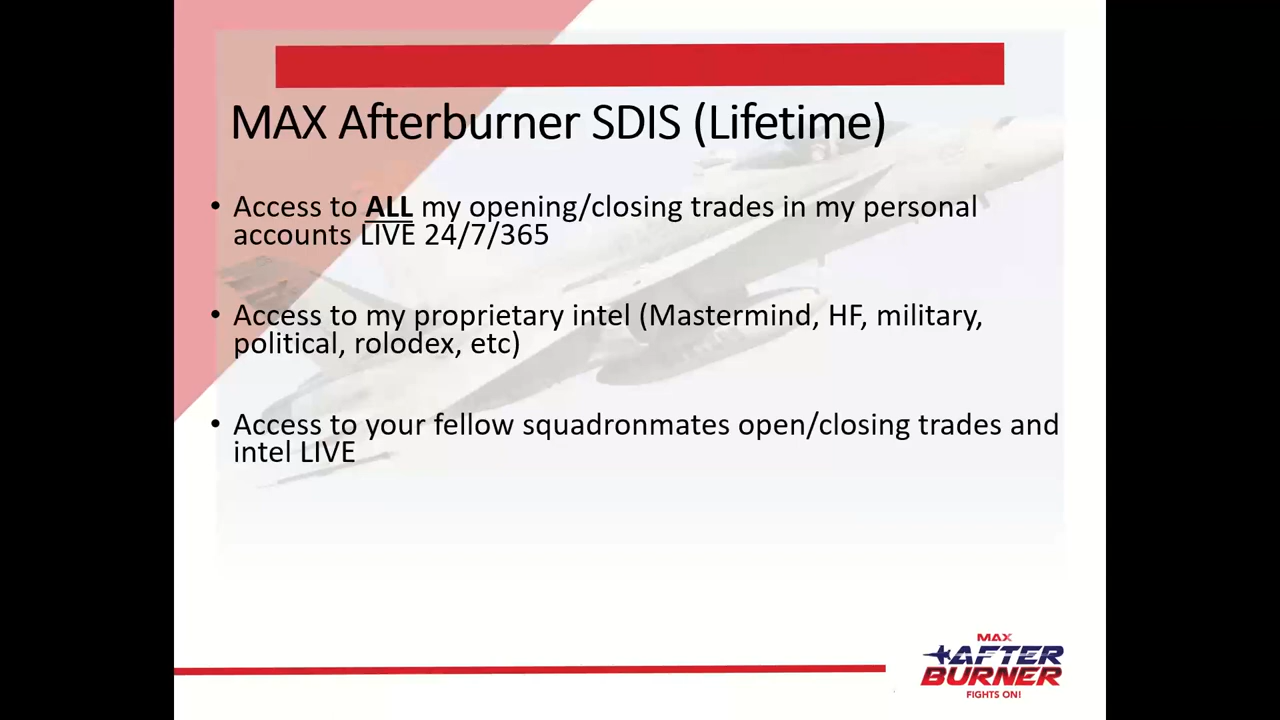 MAX Afterburner SDIS (Lifetime)
• Access to ALL my opening/closing trades in my personal
accounts LIVE 24/7/365
• Access to my proprietary intel (Mastermind, HF, military,
political, rolodex, etc)
• Access to your fellow squadronmates open/closing trades and
intel LIVE
MAX
AFTER
BURNER
FIGHTS ON!